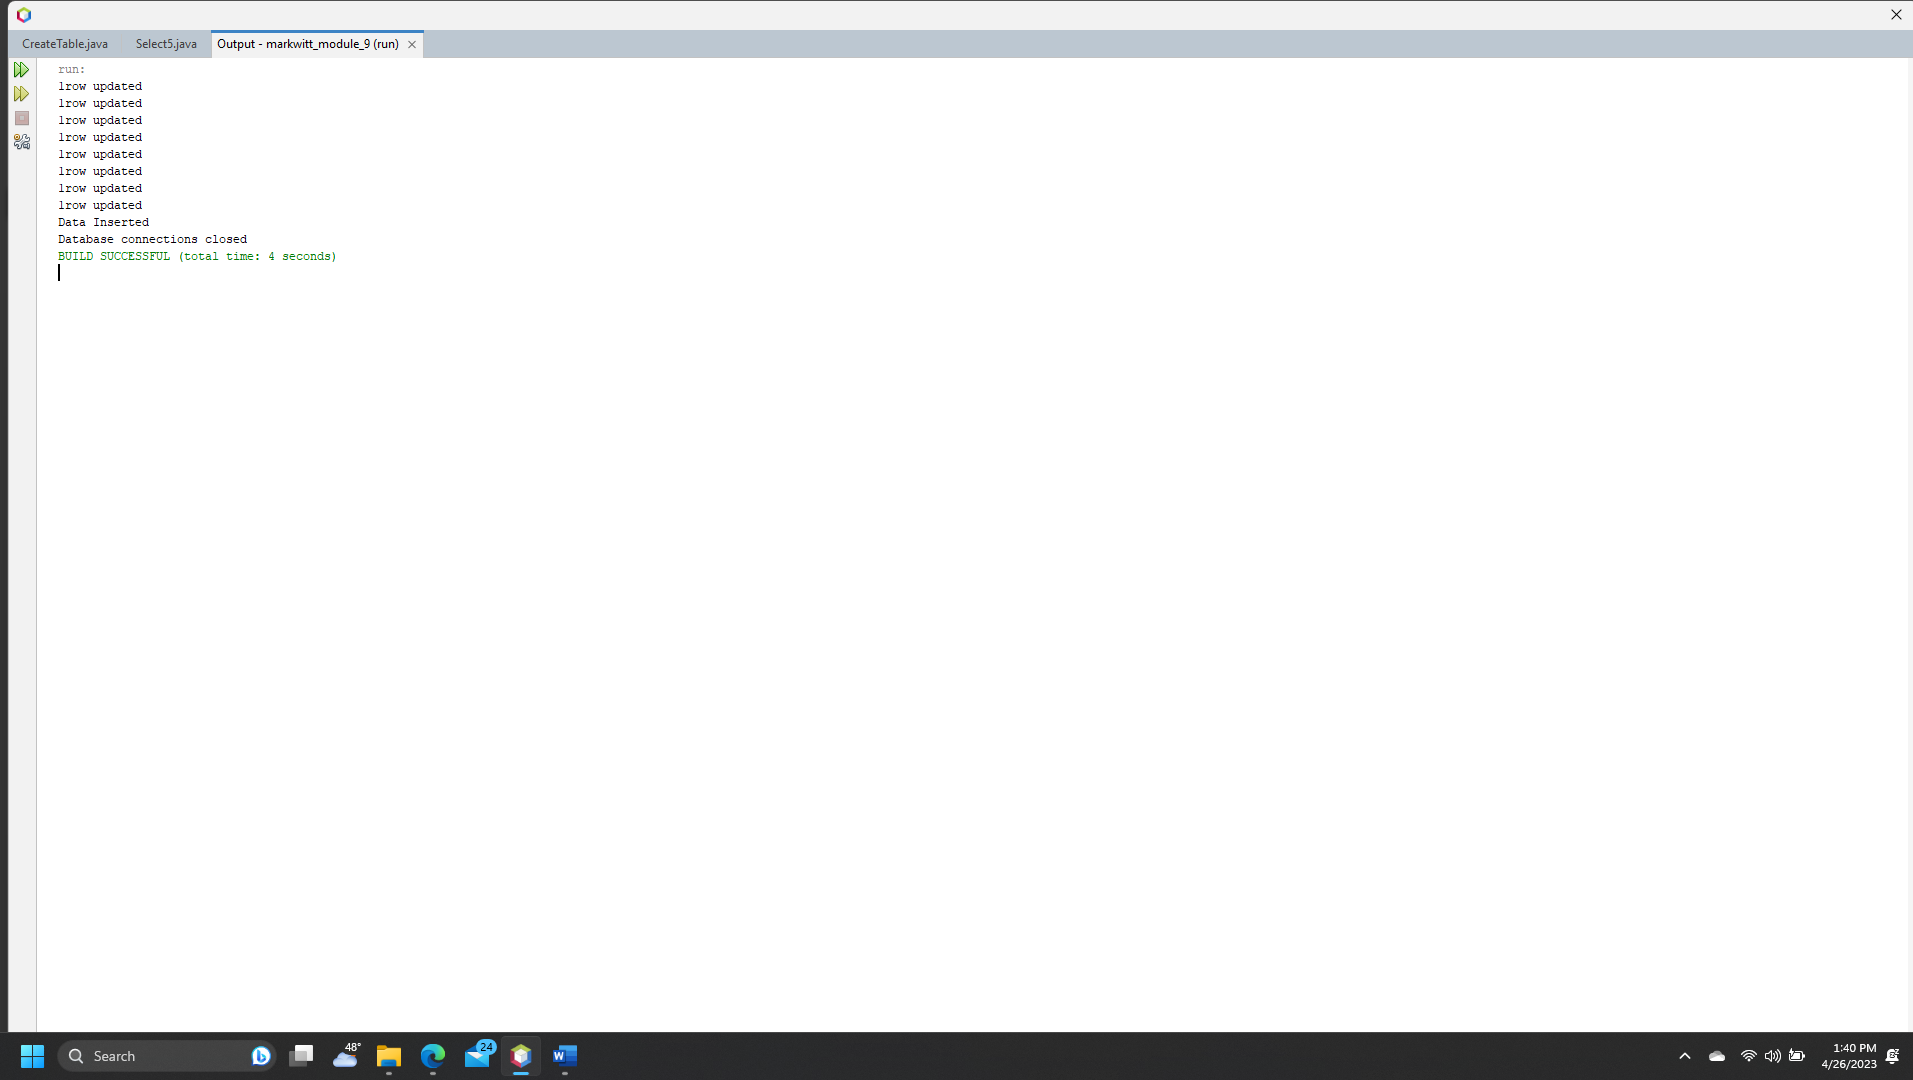 CreateTable.java Select5.java Output - markwitt_module_9 (run)
run:
1row updated
1row updated
1row updated
1row updated
1row updated
1row updated
1row updated
1row updated
Data Inserted
Database connections closed
BUILD SUCCESSFUL (total time: 4 seconds)
Search
48°
24
W
1:40 PM
4/26/2023